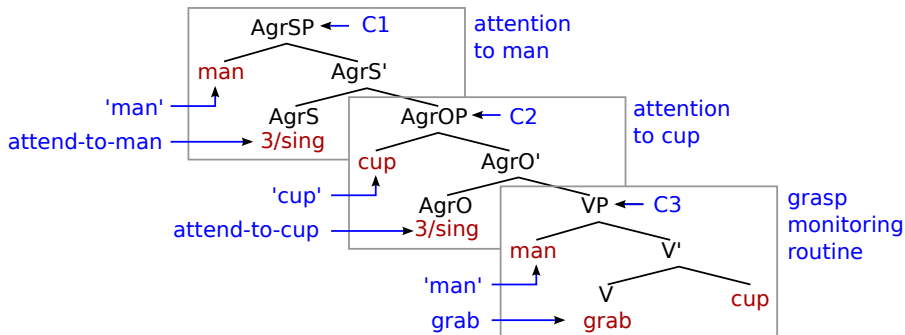 AgrSP C1 attention
to man
man AgrS'
'man' AgrS AgrOP C2 attention
to cup
attend-to-man 3/sing
cup AgrO'
'cup' AgrO VP C3 grasp
monitoring
routine
attend-to-cup 3/sing
man V'
'man' V cup
grab grab